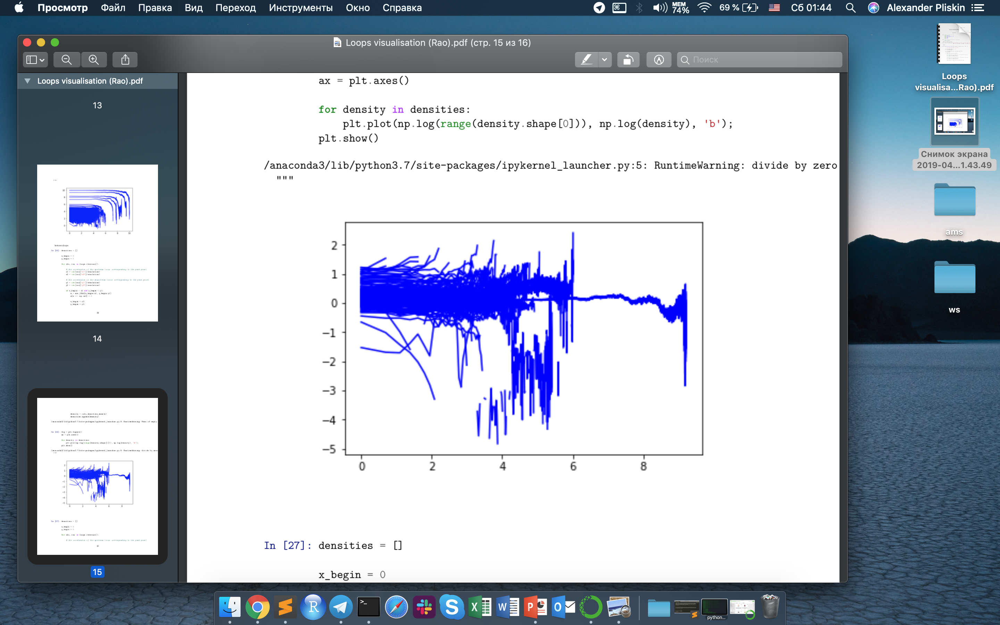 Просмотр Файл Правка Вид Переход Инструменты Окно Справка MEM 74% 69 % Сб 01:44 Alexander Pliskin
Loops visualisation (Rao).pdf (стр. 15 из 16)
Поиск
Loops visualisation (Rao).pdf
13
14
15
ax = plt.axes()
for density in densities:
plt.plot(np.log(range(density.shape[0])), np.log(density), 'b');
plt.show()
/anaconda3/lib/python3.7/site-packages/ipykernel_launcher.py:5: RuntimeWarning: divide by zero
"""
2
1
0
−1
−2
−3
−4
−5
0 2 4 6 8
In [27]: densities = []
x_begin = 0
Loops
visualisa...Rao).pdf
Снимок экрана
2019-04...1.43.49
ams
ws
python...